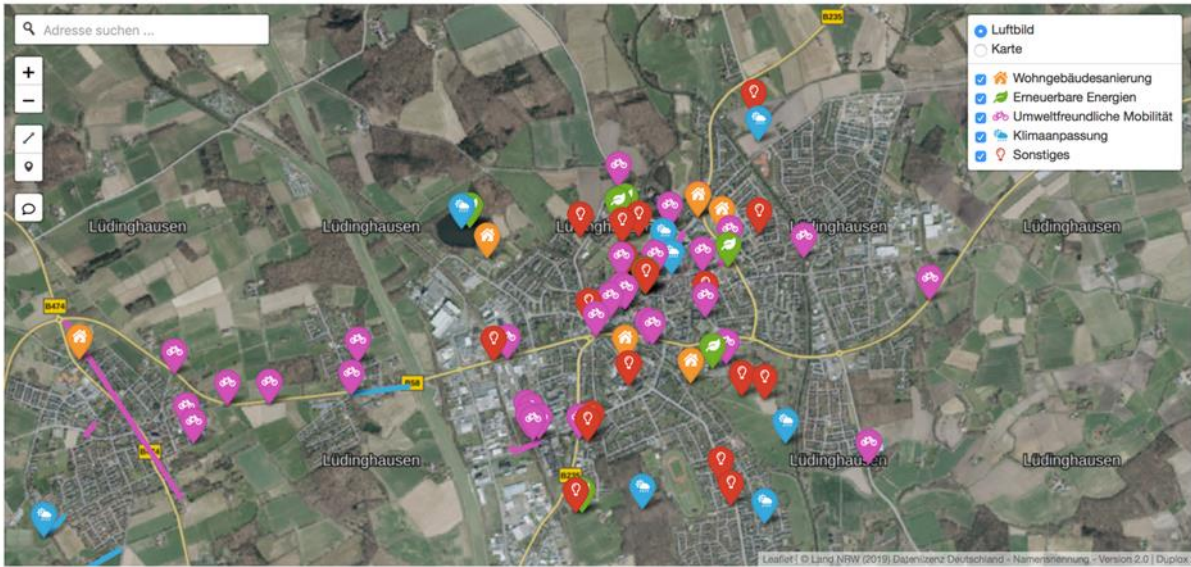 Adresse suchen ...
+
−
B235
Luftbild
Karte
Wohngebäudesanierung
Erneuerbare Energien
Umweltfreundliche Mobilität
Klimaanpassung
Sonstiges
Lüdinghausen
Lüdinghausen
Lüdinghausen
Lüdinghausen
B474
B58
Lüdinghausen
Lüdinghausen
Lüdinghausen
B235
Leaflet | © Land NRW (2019) Datenlizenz Deutschland - Namensnennung - Version 2.0 | Duplox